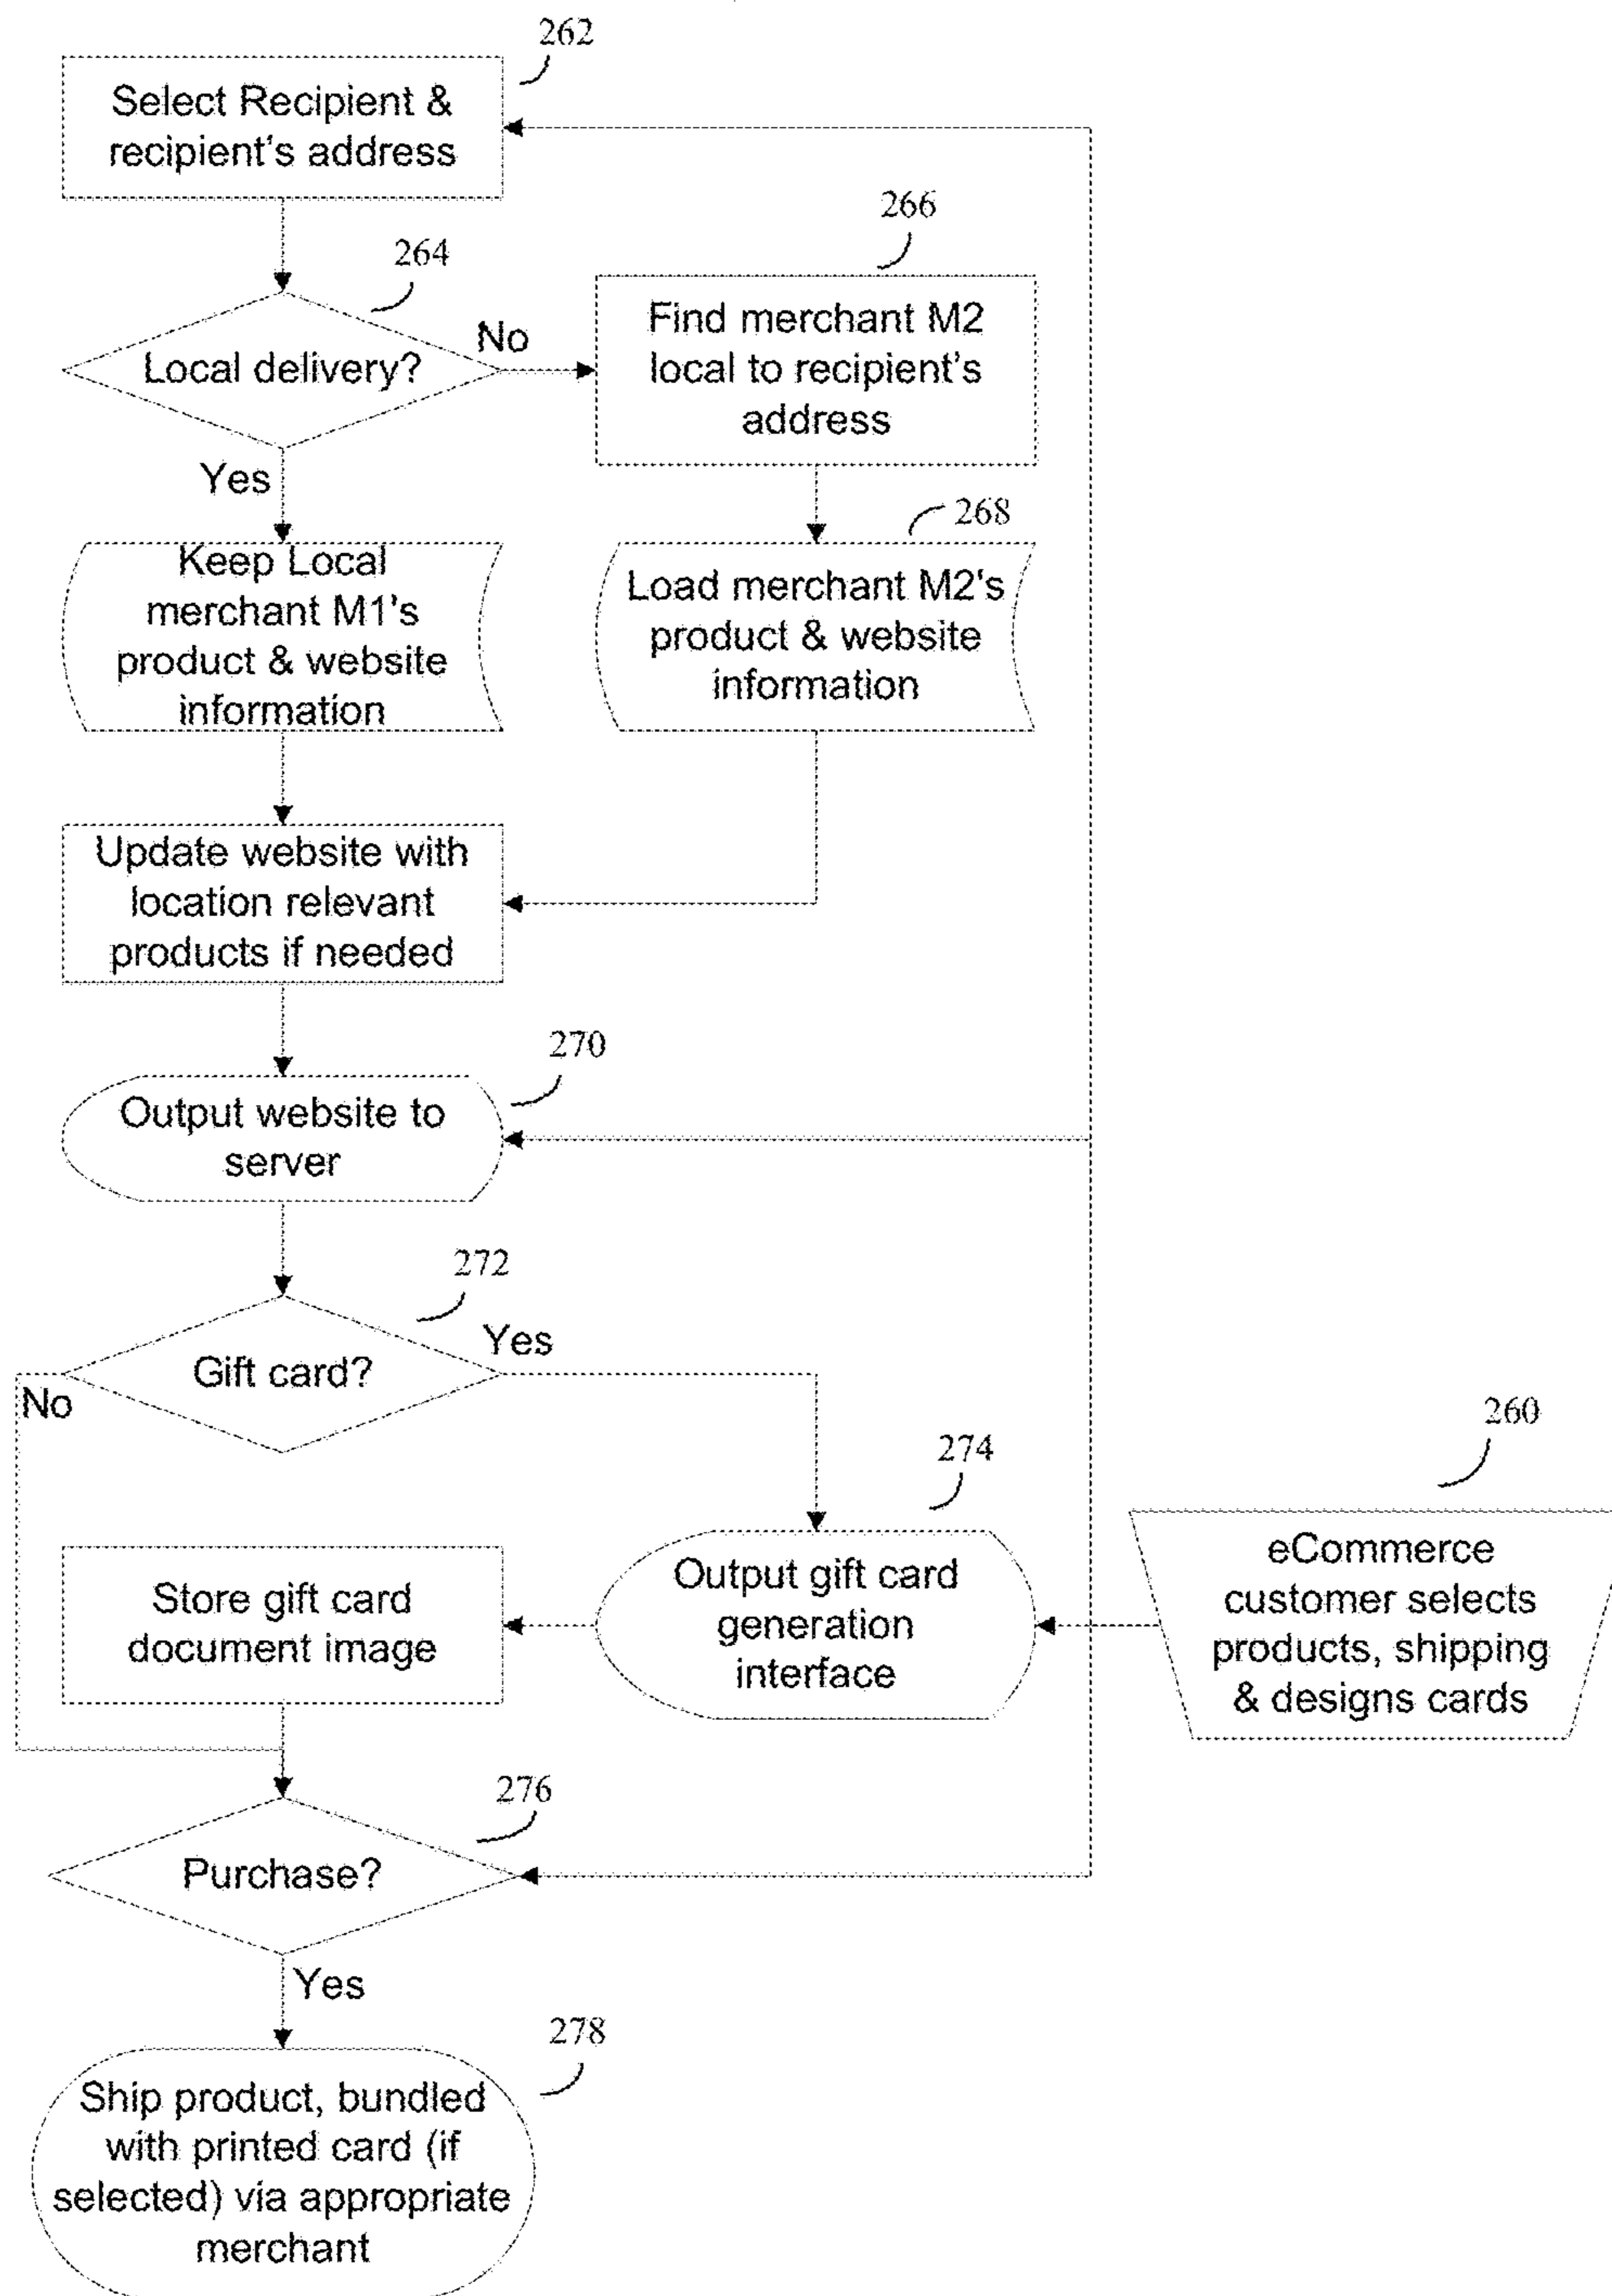 262
Select Recipient &
recipient's address
264
Local delivery?
No
Yes
266
Find merchant M2
local to recipient's
address
268
Load merchant M2's
product & website
information
Keep Local
merchant M1's
product & website
information
Update website with
location relevant
products if needed
270
Output website to
server
272
Gift card?
Yes
No
274
Output gift card
generation
interface
260
eCommerce
customer selects
products, shipping
& designs cards
Store gift card
document image
276
Purchase?
Yes
278
Ship product, bundled
with printed card (if
selected) via appropriate
merchant